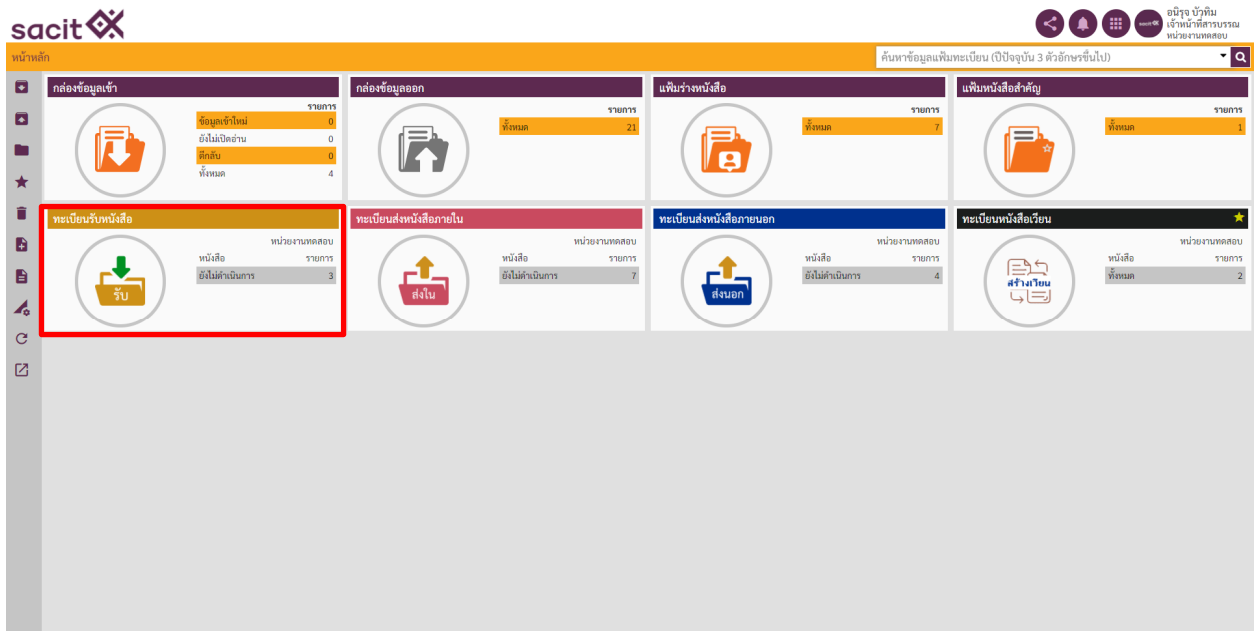 sacit
อนิรุจ บัวทิม
เจ้าหน้าที่สารบรรณ
หน่วยงานทดสอบ
หน้าหลัก
ค้นหาข้อมูลแฟ้มทะเบียน (ปีปัจจุบัน 3 ตัวอักษรขึ้นไป)
กล่องข้อมูลเข้า
รายการ
ข้อมูลเข้าใหม่ 0
ยังไม่เปิดอ่าน 0
ตีกลับ 0
ทั้งหมด 4
กล่องข้อมูลออก
รายการ
ทั้งหมด 21
แฟ้มร่างหนังสือ
รายการ
ทั้งหมด 7
แฟ้มหนังสือสำคัญ
รายการ
ทั้งหมด 1
ทะเบียนรับหนังสือ
หน่วยงานทดสอบ
หนังสือ รายการ
ยังไม่ดำเนินการ 3
รับ
ทะเบียนส่งหนังสือภายใน
หน่วยงานทดสอบ
หนังสือ รายการ
ยังไม่ดำเนินการ 7
ส่งใน
ทะเบียนส่งหนังสือภายนอก
หน่วยงานทดสอบ
หนังสือ รายการ
ยังไม่ดำเนินการ 4
ส่งนอก
ทะเบียนหนังสือเวียน
หน่วยงานทดสอบ
หนังสือ รายการ
ทั้งหมด 2
สร้างเวียน